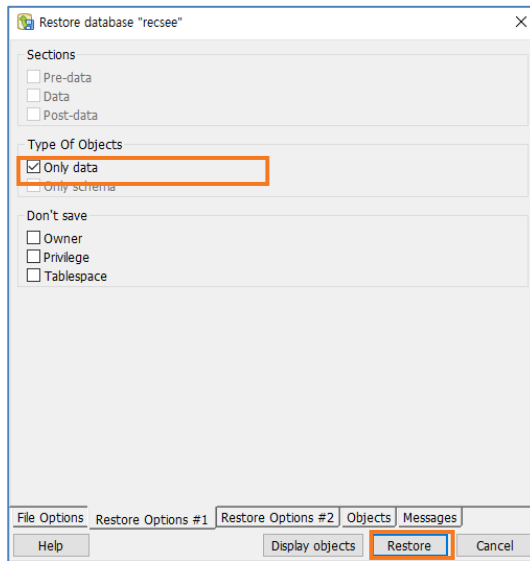 Restore database "recsee"
Sections
Pre-data
Data
Post-data
Type Of Objects
Only data
Only schema
Don't save
Owner
Privilege
Tablespace
File Options Restore Options #1 Restore Options #2 Objects Messages
Help Display objects Restore Cancel